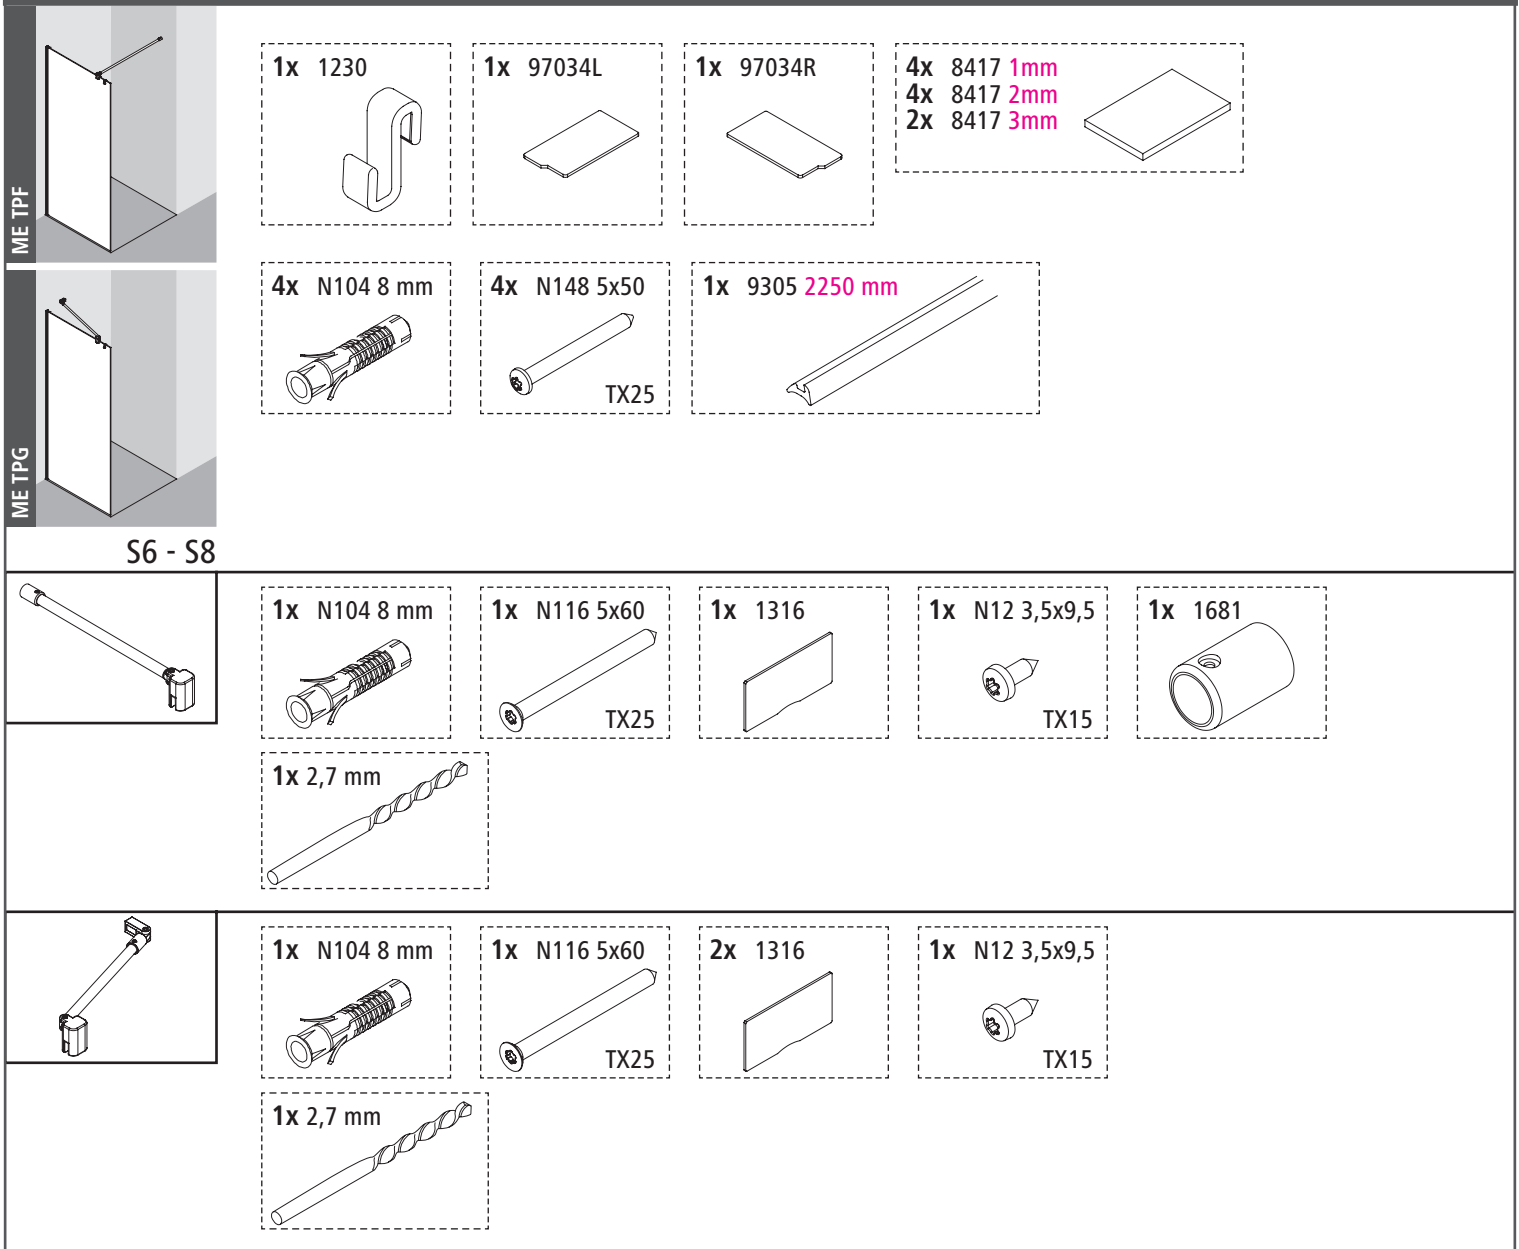 ME TPF
1x 1230
1x 97034L
1x 97034R
4x 8417 1mm
4x 8417 2mm
2x 8417 3mm
ME TPG
4x N104 8 mm
4x N148 5x50
TX25
1x 9305 2250 mm
S6 - S8
1x N104 8 mm
1x N116 5x60
TX25
1x 1316
1x N12 3,5x9,5
TX15
1x 1681
1x 2,7 mm
1x N104 8 mm
1x N116 5x60
TX25
2x 1316
1x N12 3,5x9,5
TX15
1x 2,7 mm